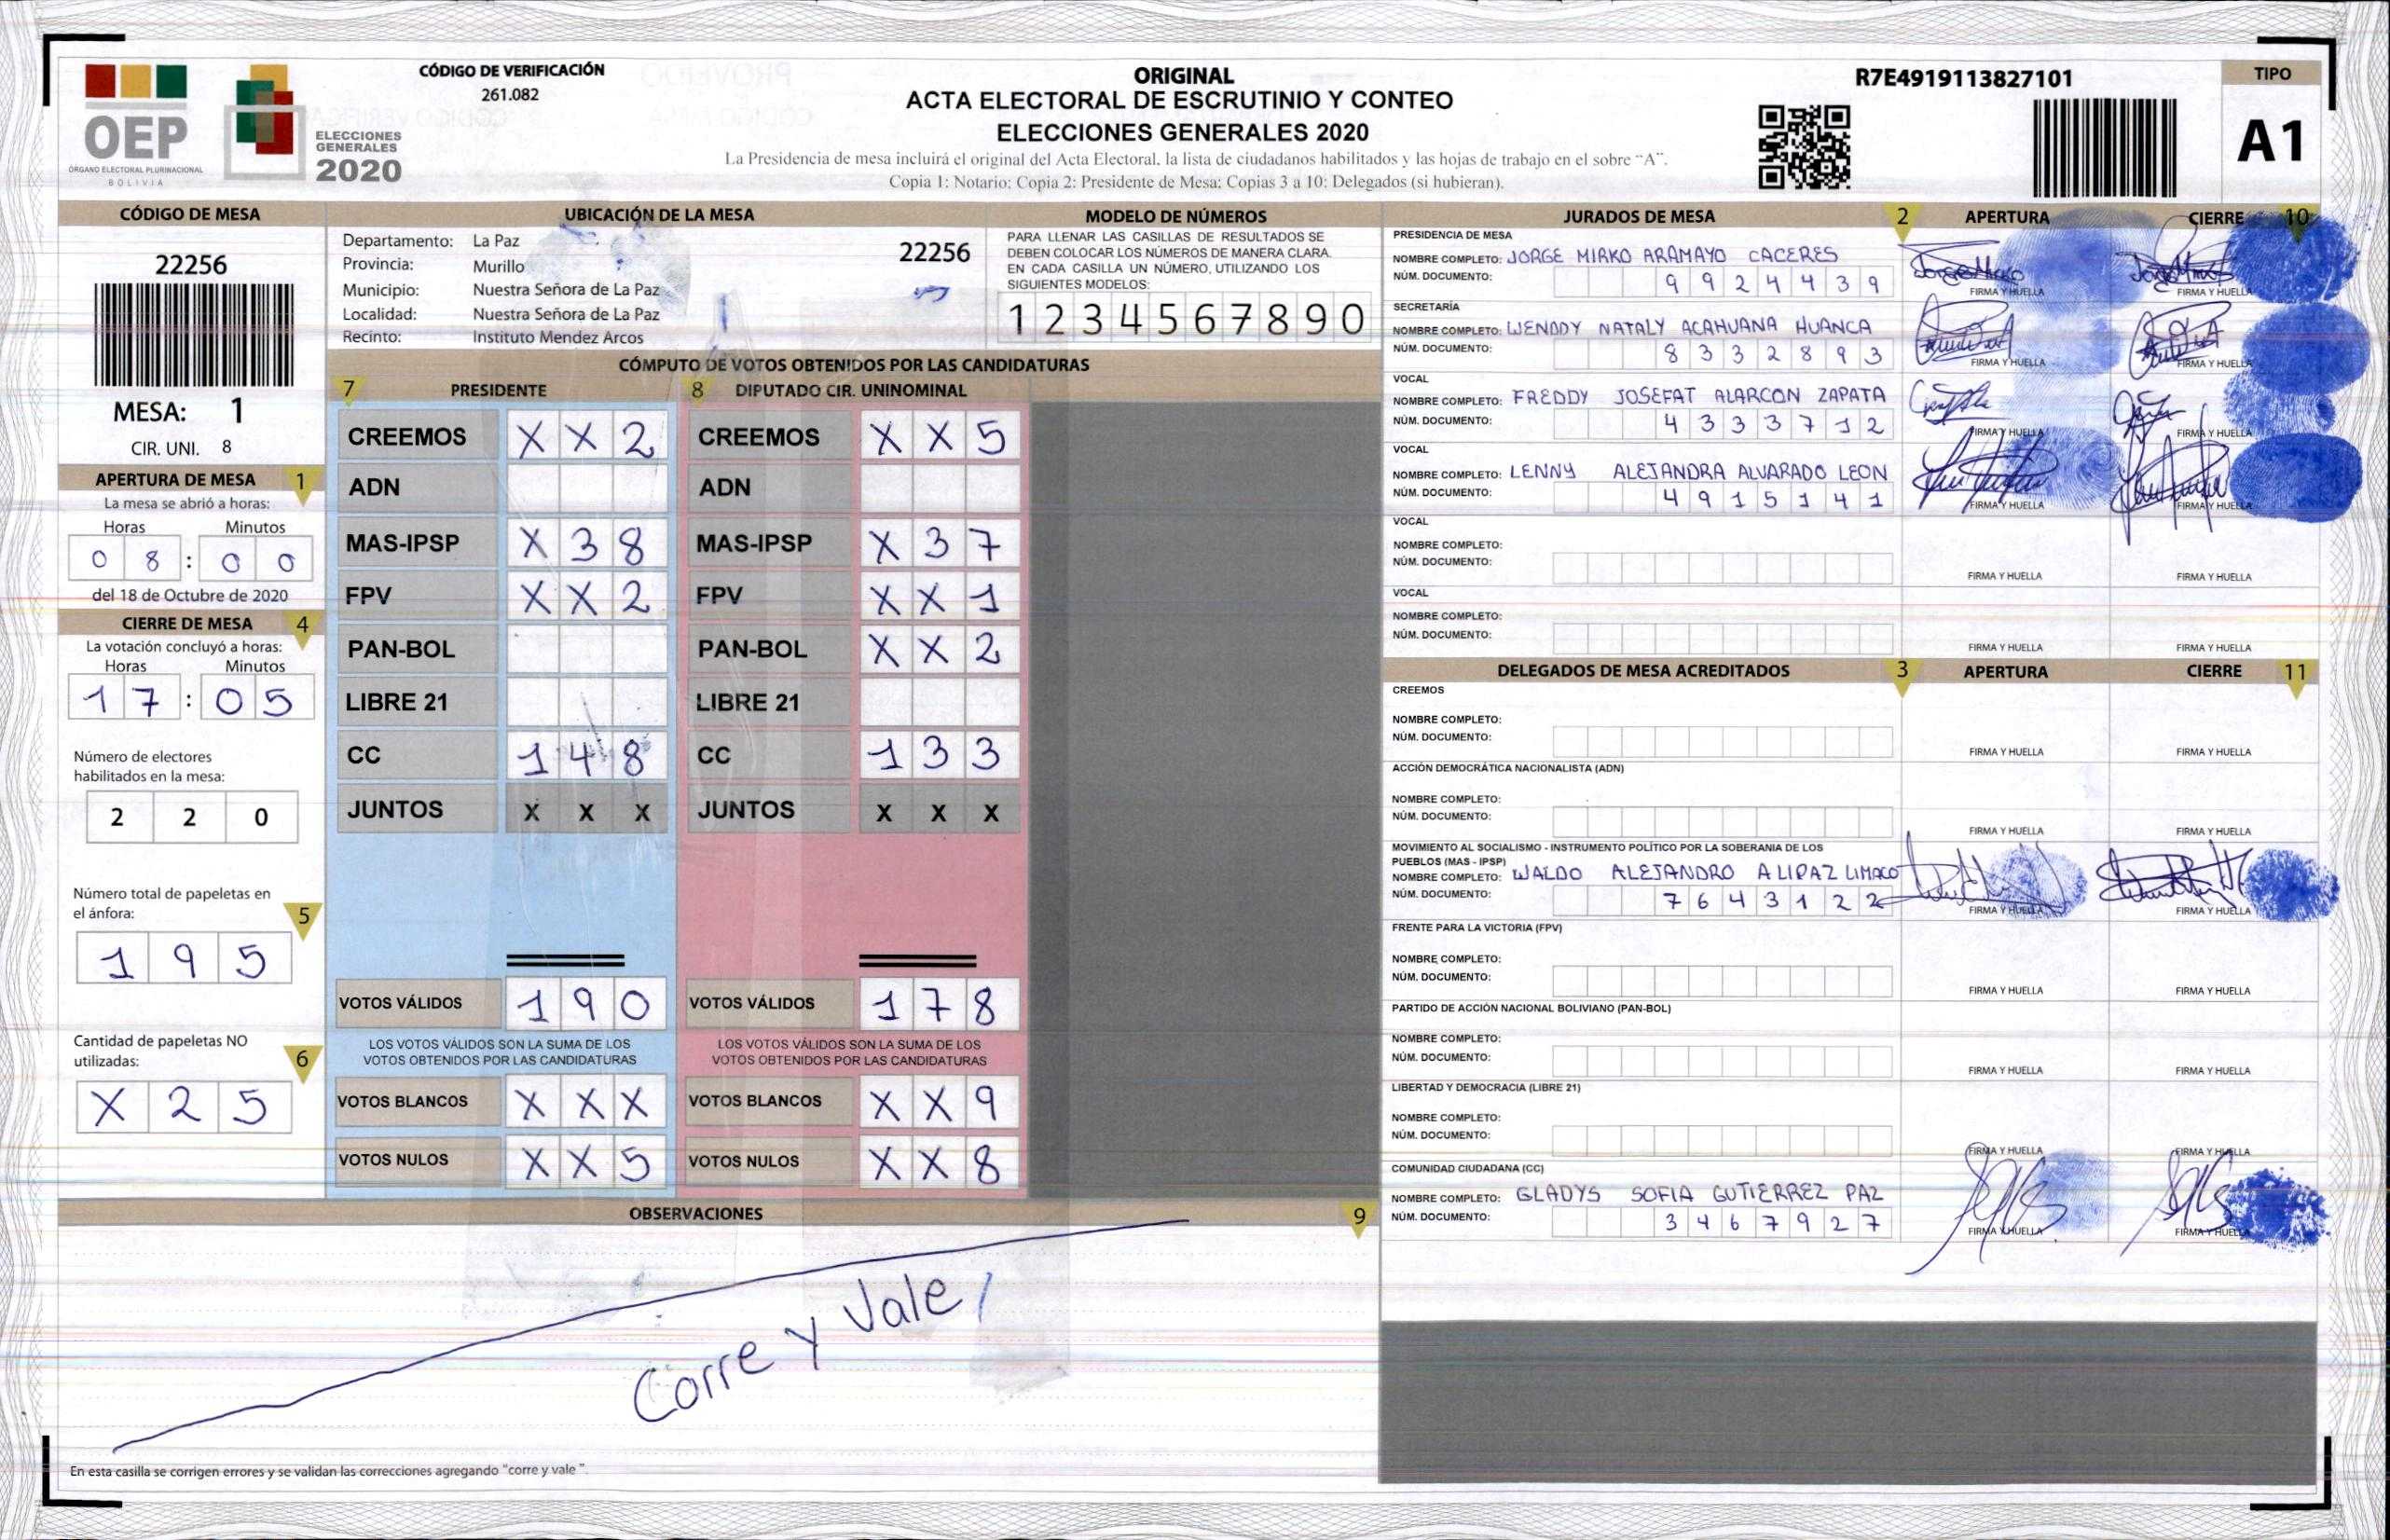 OEP
ÓRGANO ELECTORAL PLURINACIONAL
BOLIVIA
ELECCIONES
GENERALES
2020
CÓDIGO DE VERIFICACIÓN
261.082
ORIGINAL
ACTA ELECTORAL DE ESCRUTINIO Y CONTEO
ELECCIONES GENERALES 2020
La Presidencia de mesa incluirá el original del Acta Electoral, la lista de ciudadanos habilitados y las hojas de trabajo en el sobre "A".
Copia 1: Notario; Copia 2: Presidente de Mesa; Copias 3 a 10: Delegados (si hubieran).
R7E4919113827101
TIPO
A1
CÓDIGO DE MESA
22256
MESA: 1
CIR. UNI. 8
APERTURA DE MESA 1
La mesa se abrió a horas:
Horas Minutos
0 8 : 0 0
del 18 de Octubre de 2020
CIERRE DE MESA 4
La votación concluyó a horas:
Horas Minutos
1 7 : 0 5
Número de electores
habilitados en la mesa:
2 2 0
Número total de papeletas en
el ánfora: 5
1 9 5
Cantidad de papeletas NO
utilizadas: 6
X 2 5
UBICACIÓN DE LA MESA
Departamento: La Paz 22256
Provincia: Murillo
Municipio: Nuestra Señora de La Paz
Localidad: Nuestra Señora de La Paz
Recinto: Instituto Mendez Arcos
MODELO DE NÚMEROS
PARA LLENAR LAS CASILLAS DE RESULTADOS SE
DEBEN COLOCAR LOS NÚMEROS DE MANERA CLARA.
EN CADA CASILLA UN NÚMERO, UTILIZANDO LOS
SIGUIENTES MODELOS:
1 2 3 4 5 6 7 8 9 0
CÓMPUTO DE VOTOS OBTENIDOS POR LAS CANDIDATURAS
7 PRESIDENTE 8 DIPUTADO CIR. UNINOMINAL
CREEMOS X X 2 CREEMOS X X 5
ADN ADN
MAS-IPSP X 3 8 MAS-IPSP X 3 7
FPV X X 2 FPV X X 1
PAN-BOL PAN-BOL X X 2
LIBRE 21 LIBRE 21
CC 1 4 8 CC 1 3 3
JUNTOS X X X JUNTOS X X X
VOTOS VÁLIDOS 1 9 0 VOTOS VÁLIDOS 1 7 8
LOS VOTOS VÁLIDOS SON LA SUMA DE LOS LOS VOTOS VÁLIDOS SON LA SUMA DE LOS
VOTOS OBTENIDOS POR LAS CANDIDATURAS VOTOS OBTENIDOS POR LAS CANDIDATURAS
VOTOS BLANCOS X X X VOTOS BLANCOS X X 9
VOTOS NULOS X X 5 VOTOS NULOS X X 8
OBSERVACIONES 9
Corre y Vale
En esta casilla se corrigen errores y se validan las correcciones agregando "corre y vale".
JURADOS DE MESA 2 APERTURA CIERRE 10
PRESIDENCIA DE MESA
NOMBRE COMPLETO: JORGE MIRKO ARAMAYO CACERES
NÚM. DOCUMENTO: 9 9 2 4 4 3 9
FIRMA Y HUELLA FIRMA Y HUELLA
SECRETARÍA
NOMBRE COMPLETO: WENDDY NATALY ACAHUANA HUANCA
NÚM. DOCUMENTO: 8 3 3 2 8 9 3
FIRMA Y HUELLA FIRMA Y HUELLA
VOCAL
NOMBRE COMPLETO: FREDDY JOSEFAT ALARCON ZAPATA
NÚM. DOCUMENTO: 4 3 3 3 7 1 2
FIRMA Y HUELLA FIRMA Y HUELLA
VOCAL
NOMBRE COMPLETO: LENNY ALEJANDRA ALVARADO LEON
NÚM. DOCUMENTO: 4 9 1 5 1 4 1
FIRMA Y HUELLA FIRMA Y HUELLA
VOCAL
NOMBRE COMPLETO:
NÚM. DOCUMENTO:
FIRMA Y HUELLA FIRMA Y HUELLA
VOCAL
NOMBRE COMPLETO:
NÚM. DOCUMENTO:
FIRMA Y HUELLA FIRMA Y HUELLA
DELEGADOS DE MESA ACREDITADOS 3 APERTURA CIERRE 11
CREEMOS
NOMBRE COMPLETO:
NÚM. DOCUMENTO:
FIRMA Y HUELLA FIRMA Y HUELLA
ACCIÓN DEMOCRÁTICA NACIONALISTA (ADN)
NOMBRE COMPLETO:
NÚM. DOCUMENTO:
FIRMA Y HUELLA FIRMA Y HUELLA
MOVIMIENTO AL SOCIALISMO - INSTRUMENTO POLÍTICO POR LA SOBERANIA DE LOS
PUEBLOS (MAS - IPSP)
NOMBRE COMPLETO: WALDO ALEJANDRO ALIPAZ LIMACO
NÚM. DOCUMENTO: 7 6 4 3 1 2 2
FIRMA Y HUELLA FIRMA Y HUELLA
FRENTE PARA LA VICTORIA (FPV)
NOMBRE COMPLETO:
NÚM. DOCUMENTO:
FIRMA Y HUELLA FIRMA Y HUELLA
PARTIDO DE ACCIÓN NACIONAL BOLIVIANO (PAN-BOL)
NOMBRE COMPLETO:
NÚM. DOCUMENTO:
FIRMA Y HUELLA FIRMA Y HUELLA
LIBERTAD Y DEMOCRACIA (LIBRE 21)
NOMBRE COMPLETO:
NÚM. DOCUMENTO:
FIRMA Y HUELLA FIRMA Y HUELLA
COMUNIDAD CIUDADANA (CC)
NOMBRE COMPLETO: GLADYS SOFIA GUTIERREZ PAZ
NÚM. DOCUMENTO: 3 4 6 7 9 2 7
FIRMA Y HUELLA FIRMA Y HUELLA